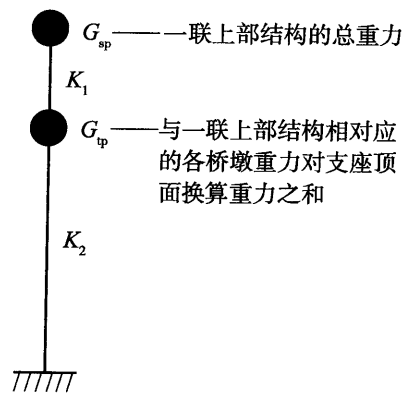 G_sp——一联上部结构的总重力
K_1
G_tp——与一联上部结构相对应
的各桥墩重力对支座顶
面换算重力之和
K_2